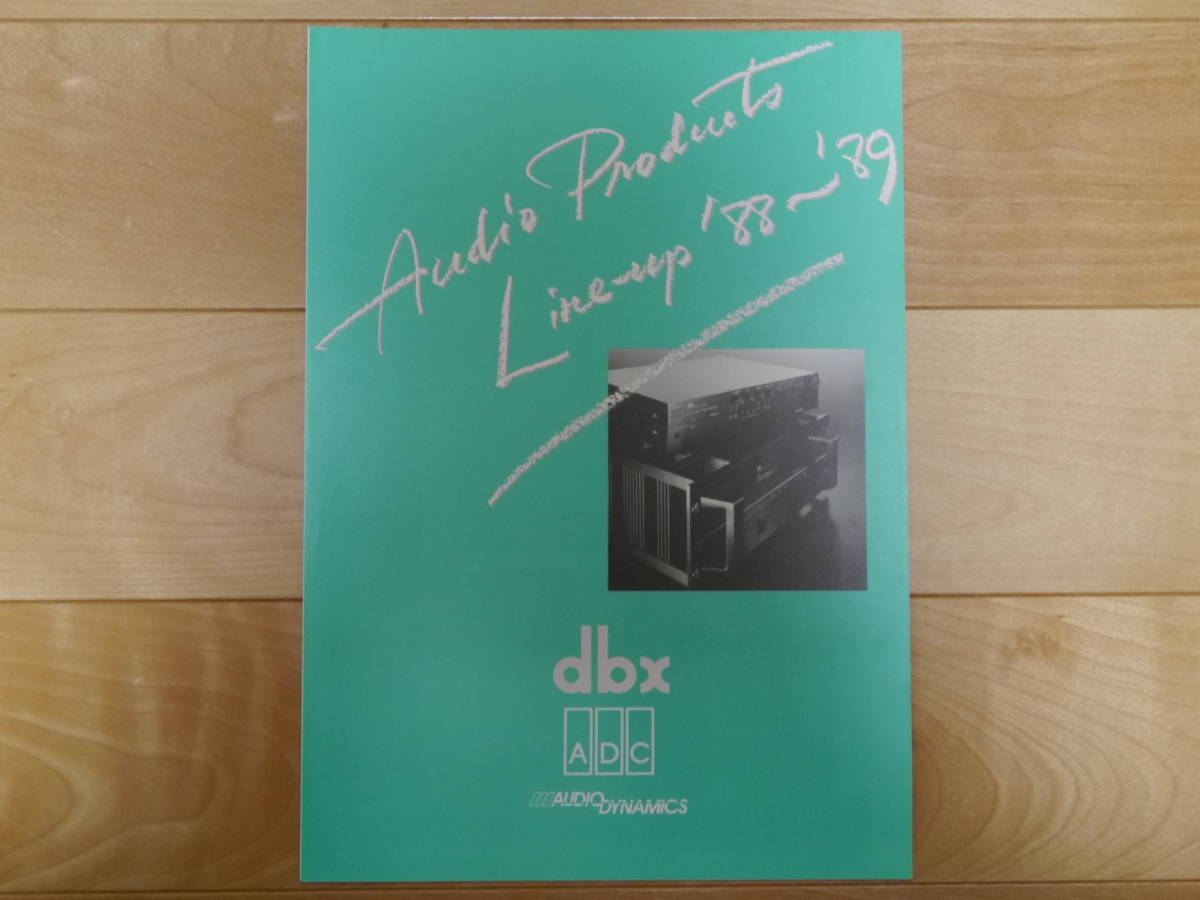 Audio Products
Line-up '88~'89
dbx
ADC
AUDIO DYNAMICS